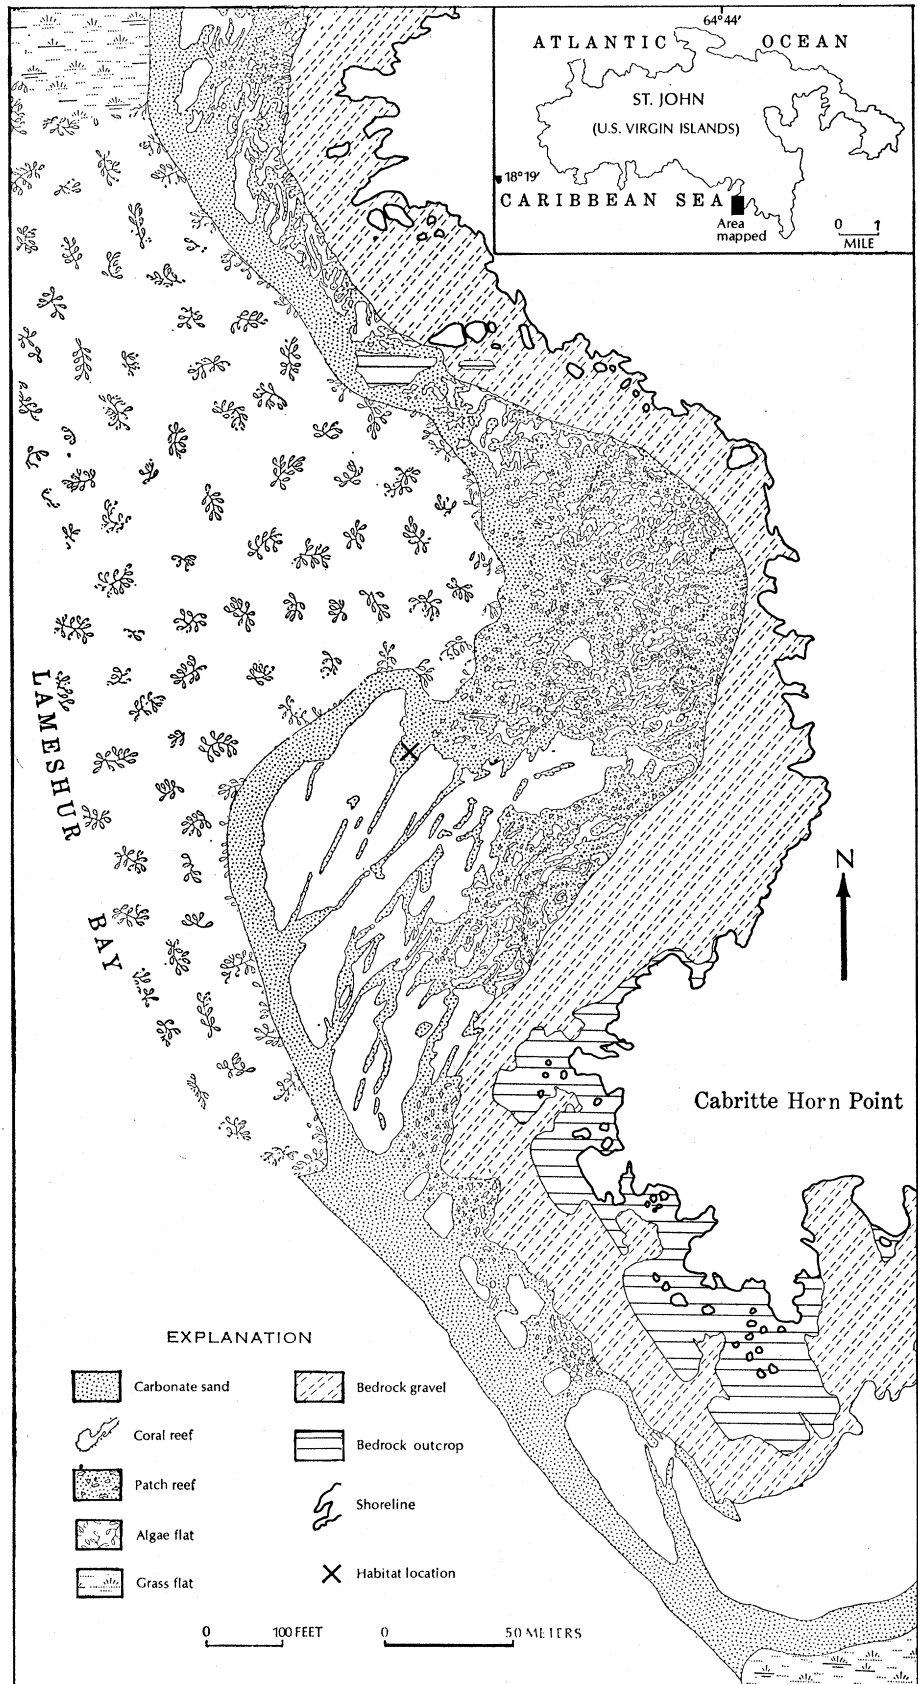 64°44′
ATLANTIC OCEAN
ST. JOHN
(U.S. VIRGIN ISLANDS)
18°19′
CARIBBEAN SEA
Area
mapped
0 1
MILE
LAMESHUR
BAY
N
Cabritte Horn Point
EXPLANATION
Carbonate sand
Coral reef
Patch reef
Algae flat
Grass flat
Bedrock gravel
Bedrock outcrop
Shoreline
Habitat location
0 100 FEET
0 50 METERS